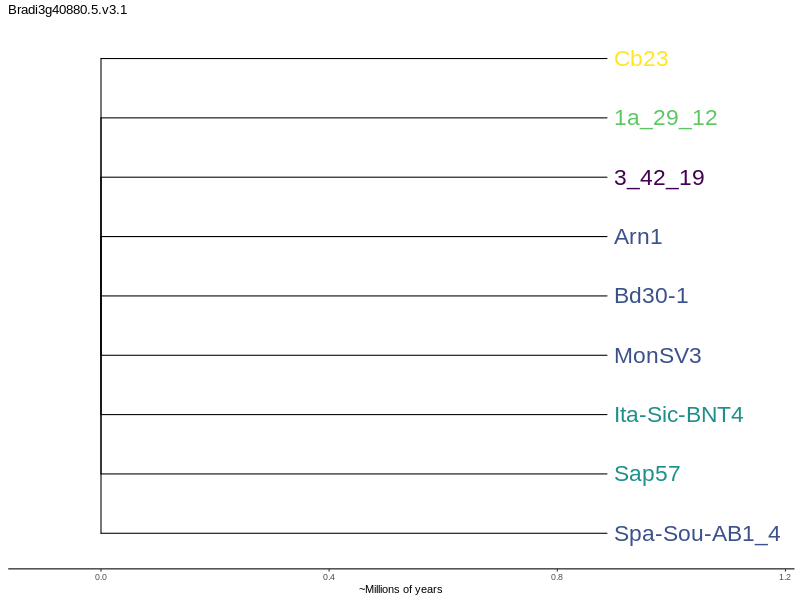 Bradi3g40880.5.v3.1
Cb23
1a_29_12
3_42_19
Arn1
Bd30-1
MonSV3
Ita-Sic-BNT4
Sap57
Spa-Sou-AB1_4
0.0 0.4 0.8 1.2
~Millions of years